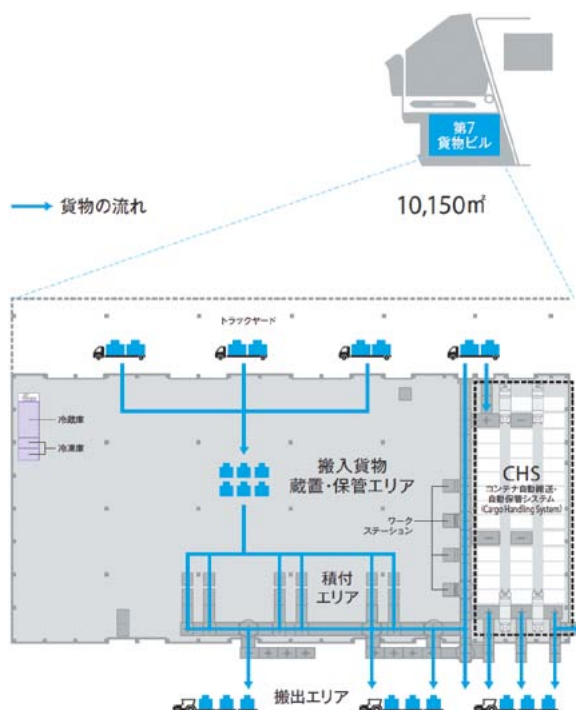 第7
貨物ビル
貨物の流れ
10,150㎡
トラックヤード
冷蔵庫
冷凍庫
搬入貨物
蔵置・保管エリア
CHS
コンテナ自動搬送・
自動保管システム
(Cargo Handling System)
ワーク
ステーション
積付
エリア
搬出エリア